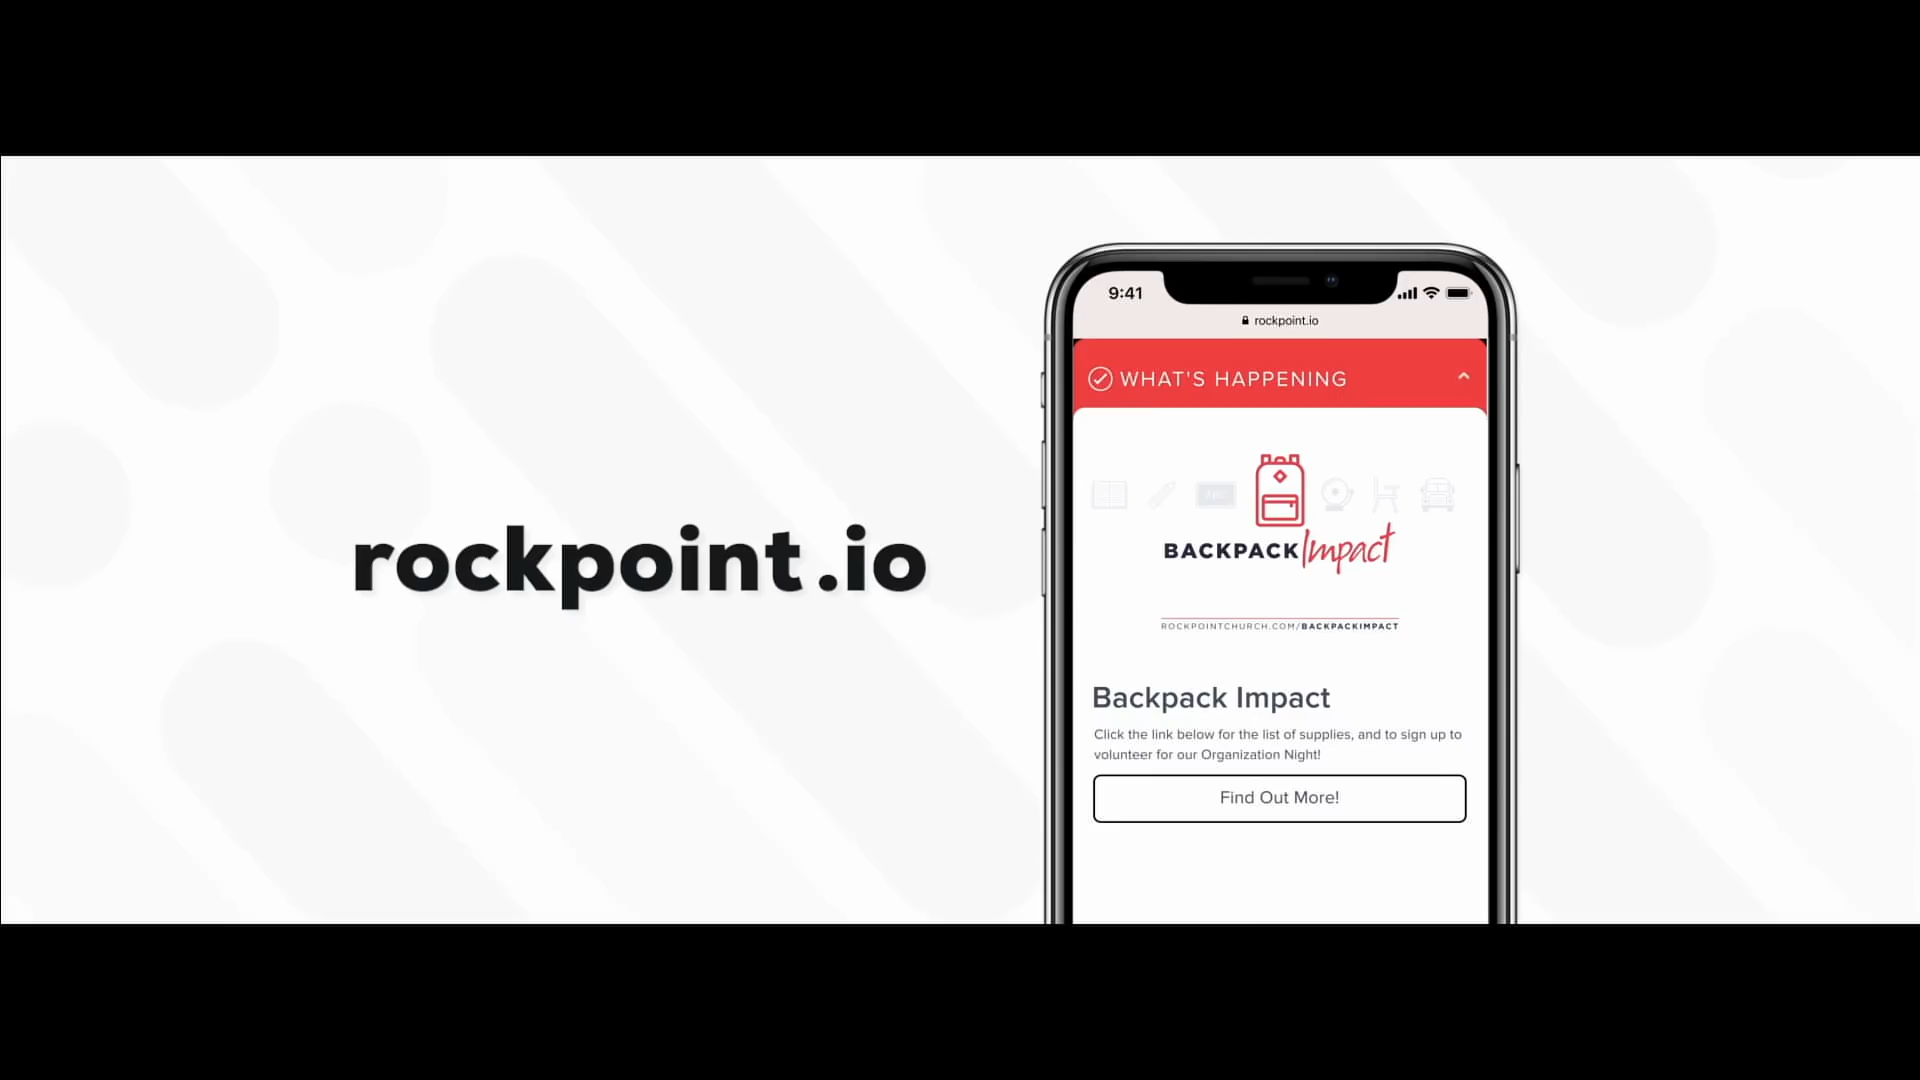 rockpoint.io
9:41
rockpoint.io
WHAT'S HAPPENING
BACKPACK Impact
ROCKPOINTCHURCH.COM/BACKPACKIMPACT
Backpack Impact
Click the link below for the list of supplies, and to sign up to
volunteer for our Organization Night!
Find Out More!